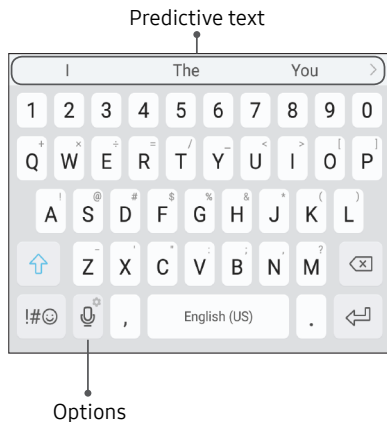 Predictive text
I The You >
1 2 3 4 5 6 7 8 9 0
+ × ÷ = / _ < > [ ]
Q W E R T Y U I O P
! @ # $ % & * ( )
A S D F G H J K L
- ' " : ; , ?
Z X C V B N M
!#☺ , English (US) .
Options